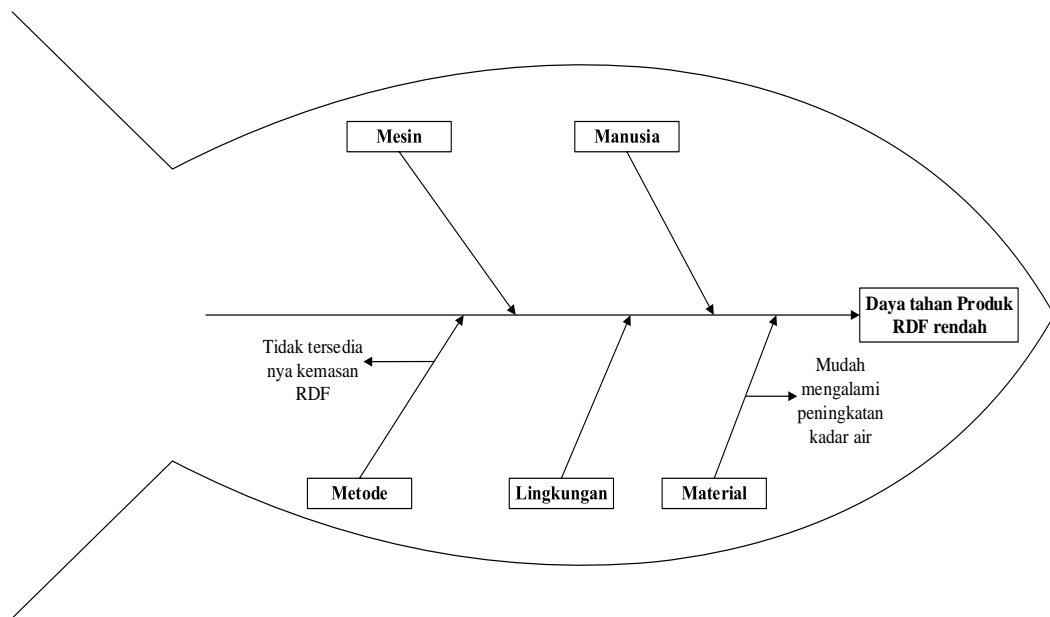 Mesin
Manusia
Daya tahan Produk
RDF rendah
Tidak tersedia
nya kemasan
RDF
Mudah
mengalami
peningkatan
kadar air
Metode
Lingkungan
Material